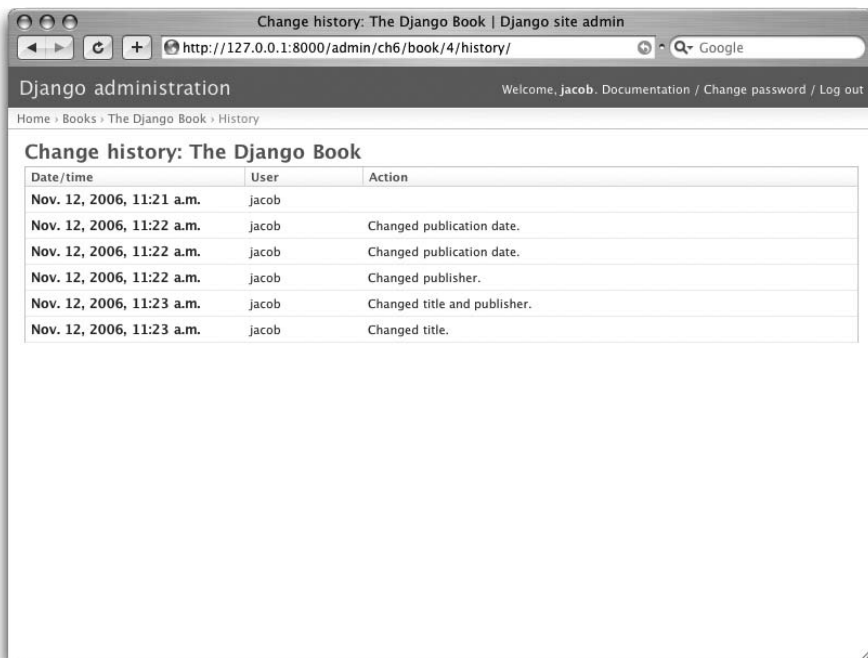 Change history: The Django Book | Django site admin
http://127.0.0.1:8000/admin/ch6/book/4/history/ Google
Django administration Welcome, jacob. Documentation / Change password / Log out
Home › Books › The Django Book › History
Change history: The Django Book
Date/time User Action
Nov. 12, 2006, 11:21 a.m. jacob
Nov. 12, 2006, 11:22 a.m. jacob Changed publication date.
Nov. 12, 2006, 11:22 a.m. jacob Changed publication date.
Nov. 12, 2006, 11:22 a.m. jacob Changed publisher.
Nov. 12, 2006, 11:23 a.m. jacob Changed title and publisher.
Nov. 12, 2006, 11:23 a.m. jacob Changed title.